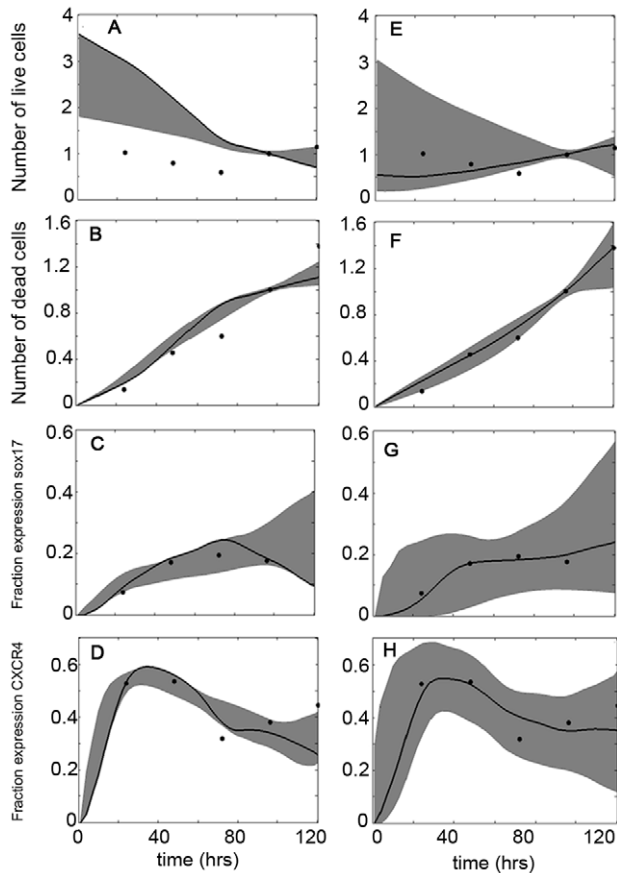 A
E
Number of live cells
4
3
2
1
0
4
3
2
1
0
B
F
Number of dead cells
1.6
1.2
0.8
0.4
0
1.6
1.2
0.8
0.4
0
C
G
Fraction expression sox17
0.6
0.4
0.2
0
0.6
0.4
0.2
0
D
H
Fraction expression CXCR4
0.6
0.4
0.2
0
0.6
0.4
0.2
0
0 40 80 120
0 40 80 120
time (hrs)
time (hrs)